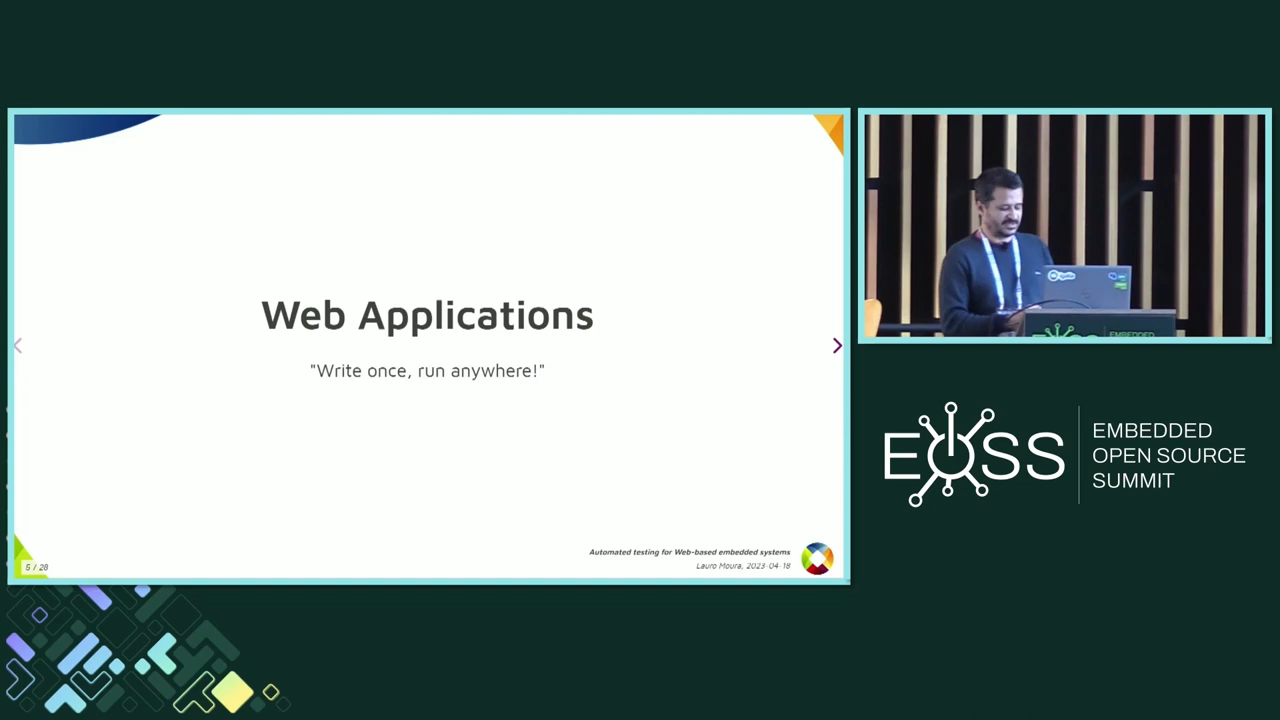 Web Applications
"Write once, run anywhere!"
Automated testing for Web-based embedded systems
Lauro Moura, 2023-04-18
5 / 28
EOSS
EMBEDDED
OPEN SOURCE
SUMMIT
EMBEDDED